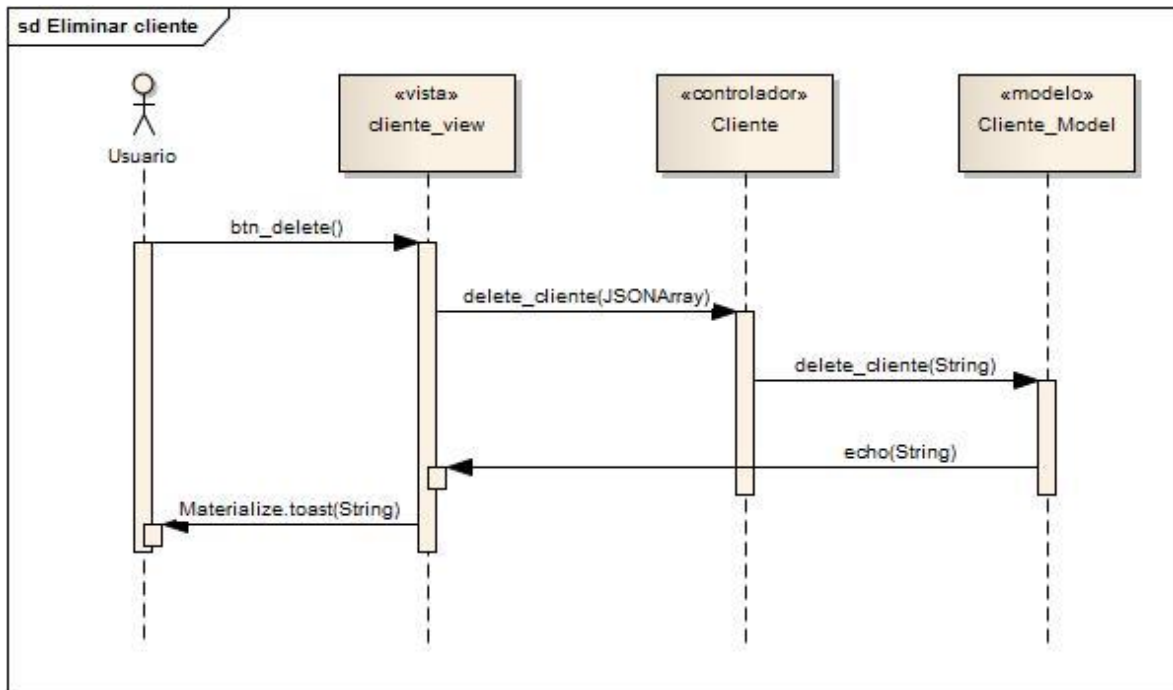 sd Eliminar cliente
Usuario
«vista»
cliente_view
«controlador»
Cliente
«modelo»
Cliente_Model
btn_delete()
delete_cliente(JSONArray)
delete_cliente(String)
echo(String)
Materialize.toast(String)